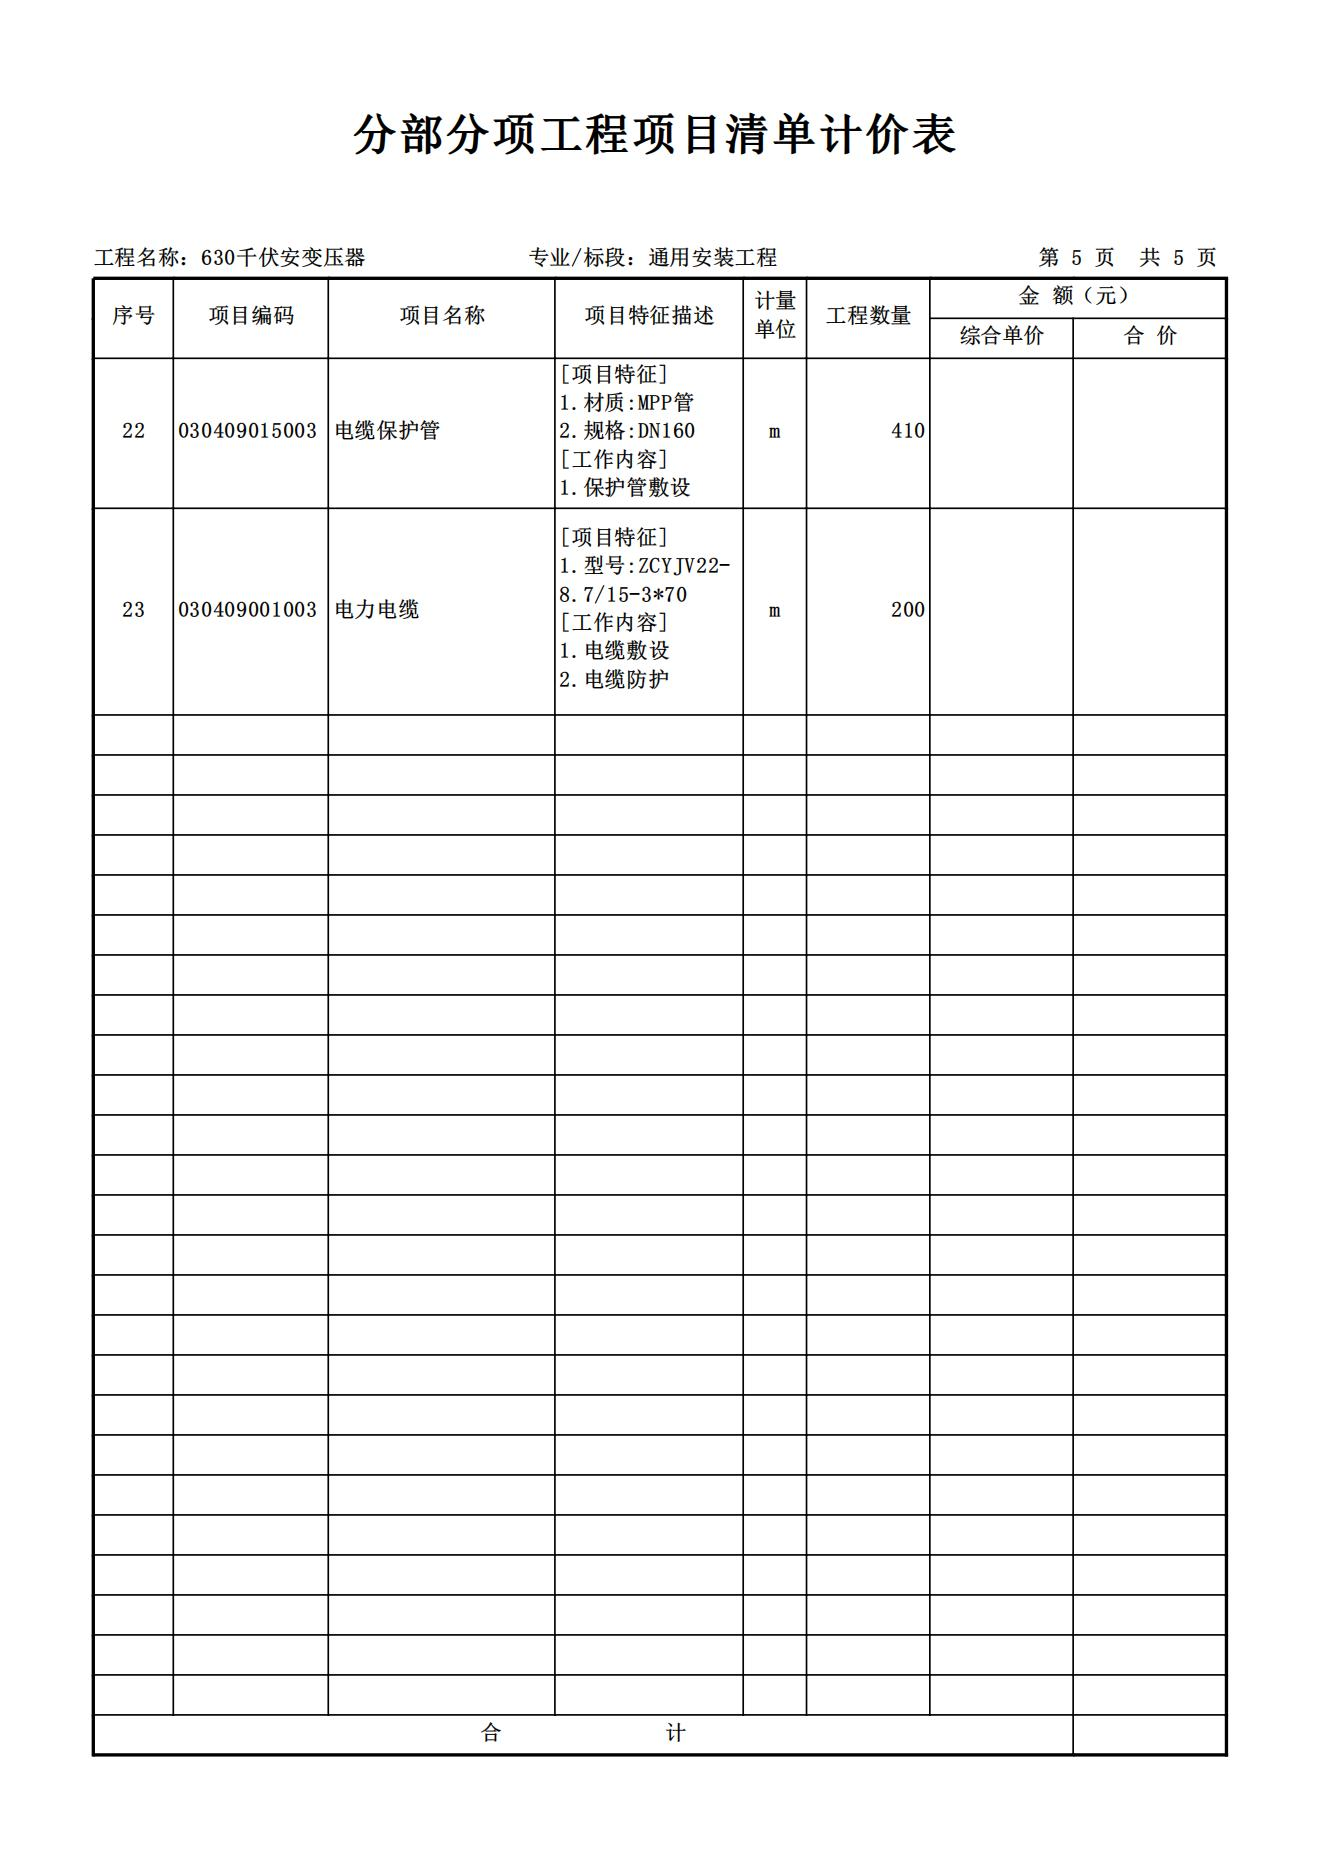 分部分项工程项目清单计价表
工程名称：630千伏安变压器 专业/标段：通用安装工程 第 5 页 共 5 页
序号 项目编码 项目名称 项目特征描述 计量单位 工程数量 金 额（元）
综合单价 合 价
22 030409015003 电缆保护管 [项目特征]
1.材质:MPP管
2.规格:DN160
[工作内容]
1.保护管敷设
m 410
23 030409001003 电力电缆 [项目特征]
1.型号:ZCYJV22-
8.7/15-3*70
[工作内容]
1.电缆敷设
2.电缆防护
m 200
合 计